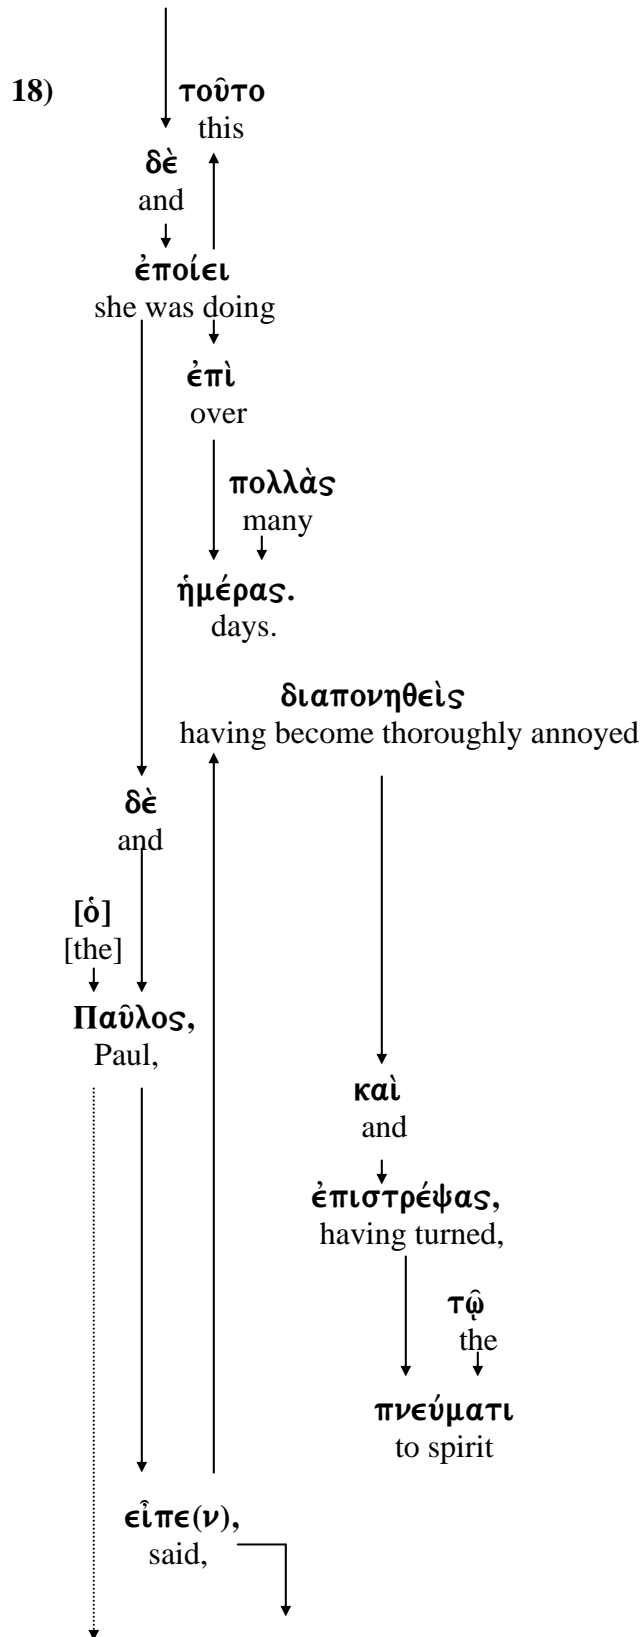 18) τοῦτο
this
δὲ
and
ἐποίει
she was doing
ἐπὶ
over
πολλὰς
many
ἡμέρας.
days.
διαπονηθεὶς
having become thoroughly annoyed
δὲ
and
[ὁ]
[the]
Παῦλος,
Paul,
καὶ
and
ἐπιστρέψας,
having turned,
τῷ
the
πνεύματι
to spirit
εἶπε(ν),
said,